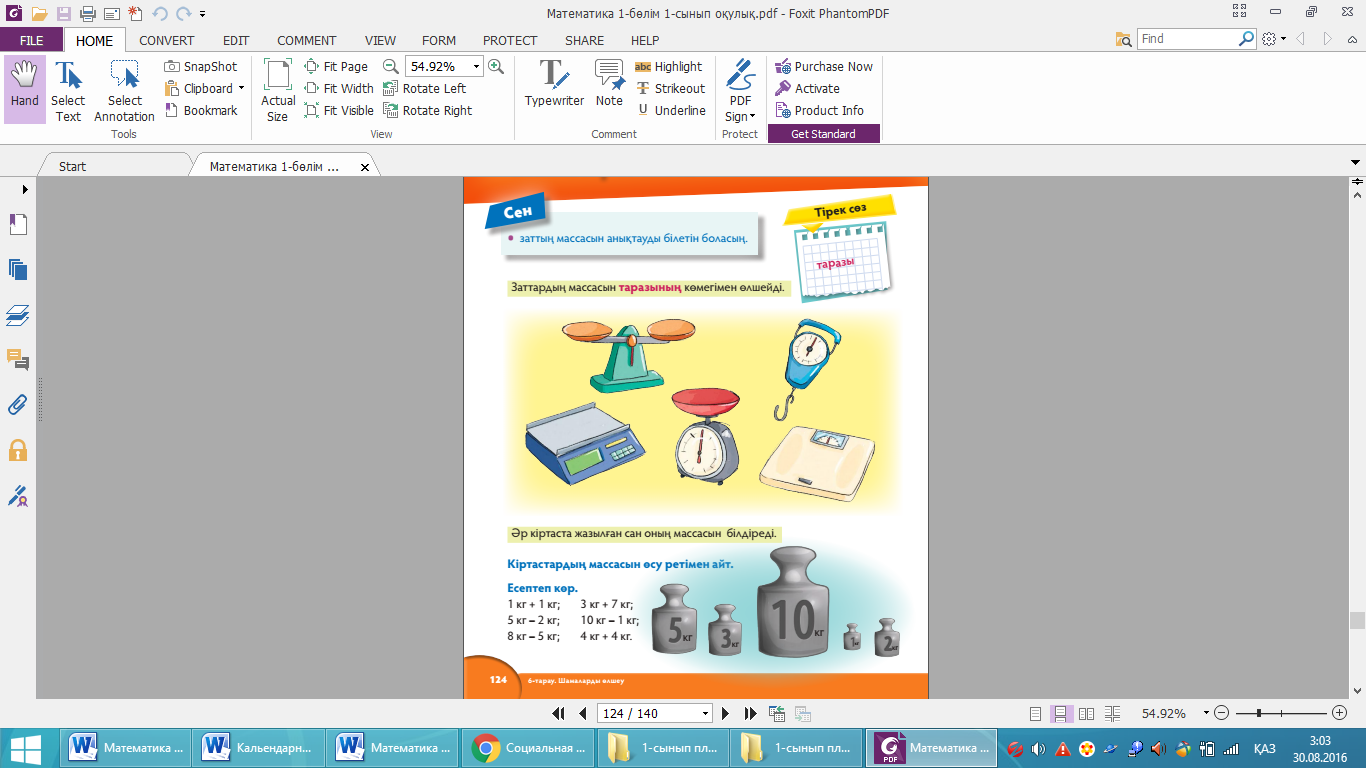 Математика 1-бөлім 1-сынып оқулық.pdf - Foxit PhantomPDF
FILE HOME CONVERT EDIT COMMENT VIEW FORM PROTECT SHARE HELP
Find
Hand
Select Text
Select Annotation
SnapShot
Clipboard
Bookmark
Tools
Actual Size
Fit Page
Fit Width
Fit Visible
54.92%
Rotate Left
Rotate Right
View
Typewriter
Note
Highlight
Strikeout
Underline
Comment
PDF Sign
Protect
Purchase Now
Activate
Product Info
Get Standard
Start
Математика 1-бөлім ...
Сен
• заттың массасын анықтауды білетін боласың.
Тірек сөз
таразы
Заттардың массасын таразының көмегімен өлшейді.
Әр кіртаста жазылған сан оның массасын білдіреді.
Кіртастардың массасын өсу ретімен айт.
Есептеп көр.
1 кг + 1 кг; 3 кг + 7 кг;
5 кг – 2 кг; 10 кг – 1 кг;
8 кг – 5 кг; 4 кг + 4 кг.
5 кг
3 кг
10 кг
1 кг
2 кг
124 6-тарау. Шамаларды өлшеу
124 / 140
54.92%
Математика ...
Кальендарн...
Математика ...
Социальная ...
1-сынып пл...
1-сынып пл...
Математика ...
ҚАЗ
3:03
30.08.2016